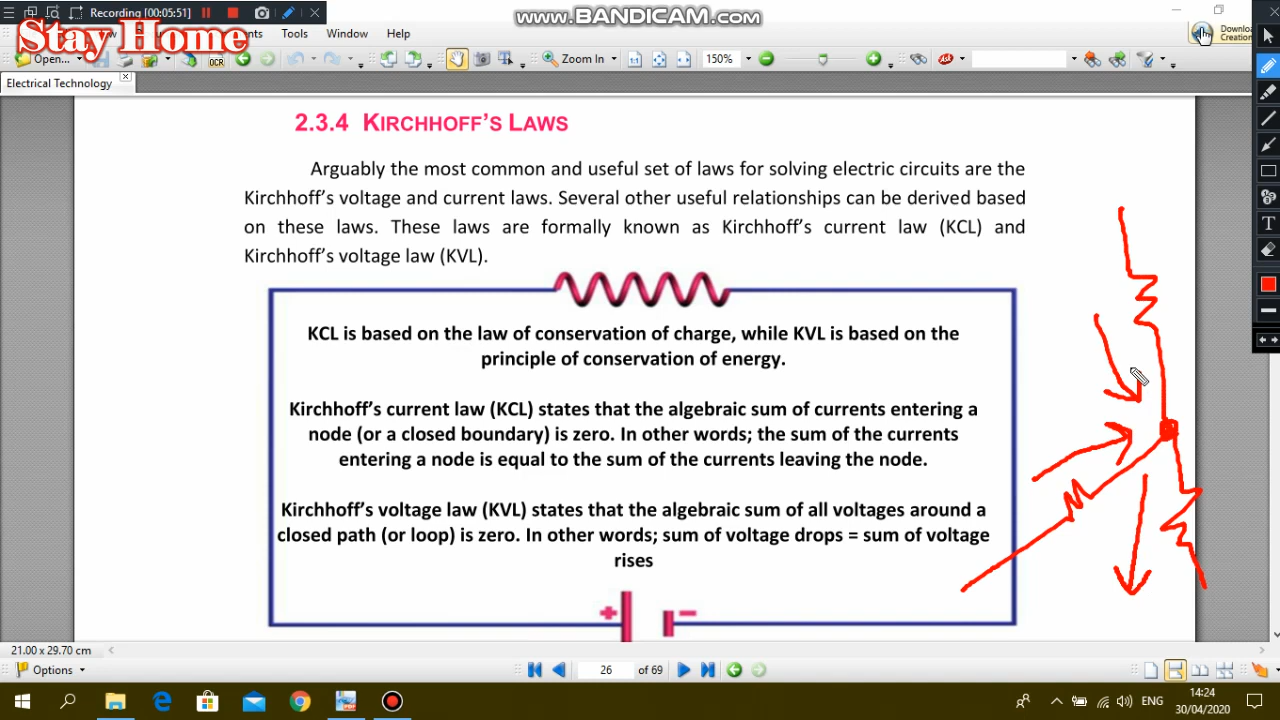 Recording [00:05:51]
www.BANDICAM.com
Stay Home
ents Tools Window Help
Download
Creation
Open...
OCR
Zoom In
150%
Ask
Electrical Technology
2.3.4 KIRCHHOFF'S LAWS
Arguably the most common and useful set of laws for solving electric circuits are the
Kirchhoff's voltage and current laws. Several other useful relationships can be derived based
on these laws. These laws are formally known as Kirchhoff's current law (KCL) and
Kirchhoff's voltage law (KVL).
KCL is based on the law of conservation of charge, while KVL is based on the
principle of conservation of energy.
Kirchhoff's current law (KCL) states that the algebraic sum of currents entering a
node (or a closed boundary) is zero. In other words; the sum of the currents
entering a node is equal to the sum of the currents leaving the node.
Kirchhoff's voltage law (KVL) states that the algebraic sum of all voltages around a
closed path (or loop) is zero. In other words; sum of voltage drops = sum of voltage
rises
+ −
21.00 x 29.70 cm
Options
26 of 69
ENG
14:24
30/04/2020